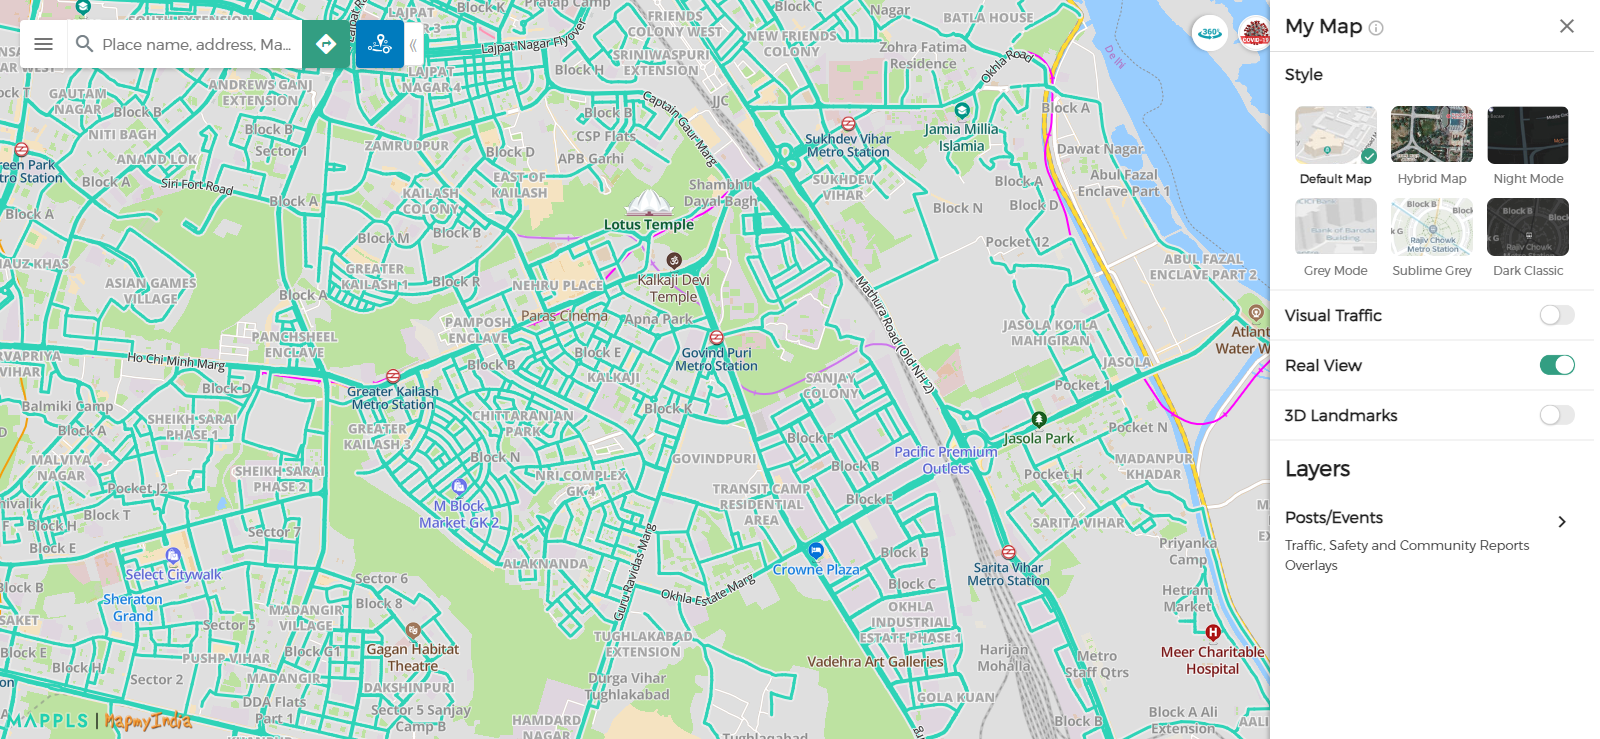 SOUTH EXTENSION
Block K
Pratap Camp
FRIENDS
COLONY WEST
Block C
BATLA HOUSE
Place name, address, Ma...
Lajpat Nagar Flyover
NEW FRIENDS
COLONY
Zohra Fatima
Residence
360°
COVID-19
SRINIWASPURI
EXTENSION
Block H
LAJPAT
NAGAR 4
ANDREWS GANJ
EXTENSION
Okhla Road
Delhi
GAUTAM
NAGAR
Block B
NITI BAGH
Block B
Sector 1
Captain Gaur Marg
JJC
CSP Flats
Block A
Jamia Millia
Islamia
Sukhdev Vihar
Metro Station
Dawat Nagar
ZAMRUDPUR
Block D
APB Garhi
ANAND LOK
Block A
Siri Fort Road
EAST OF
KAILASH
KAILASH
COLONY
Shambhu
Dayal Bagh
SUKHDEV
VIHAR
Block A
Block D
Abul Fazal
Enclave Part 1
Block A
Block N
Lotus Temple
Block M
Block B
Pocket 12
ABUL FAZAL
ENCLAVE PART 2
AUZ KHAS
ASIAN GAMES
VILLAGE
GREATER
KAILASH 1
Block R
NEHRU PLACE
Kalkaji Devi
Temple
Block A
Paras Cinema
Apna Park
Mathura Road (Old NH 2)
PAMPOSH
ENCLAVE
PANCHSHEEL
ENCLAVE
JASOLA KOTLA
MAHIGIRAN
Atlant
Water W
RVAPRIYA
VIHAR
Ho Chi Minh Marg
Block E
Block B
Govind Puri
Metro Station
JASOLA
KALKAJI
SANJAY
COLONY
Pocket 1
Block D
Greater Kailash
Metro Station
Balmiki Camp
Block A
SHEIKH SARAI
PHASE 1
CHITTARANJAN
PARK
Block K
GREATER
KAILASH 3
Block F
Jasola Park
Pocket N
MALVIYA
NAGAR
Block N
GOVINDPURI
Block B
Pacific Premium
Outlets
MADANPUR
KHADAR
SHEIKH SARAI
PHASE 2
NRI COMPLEX
GK 4
Pocket H
Pocket J2
TRANSIT CAMP
RESIDENTIAL
AREA
Block E
M Block
Market GK 2
Block T
Block H
Sector 7
SARITA VIHAR
Block E
Guru Ravidas Marg
Block B
Priyanka
Camp
Select Citywalk
ALAKNANDA
Crowne Plaza
Sarita Vihar
Metro Station
Block B
Sector 6
Block C
Sheraton
Grand
Block 8
Okhla Estate Marg
Hetram
Market
MADANGIR
VILLAGE
OKHLA
INDUSTRIAL
ESTATE PHASE 1
SAKET
Sector 5
TUGHLAKABAD
EXTENSION
Block E
PUSHP VIHAR
Block G1
Gagan Habitat
Theatre
Harijan
Mohalla
Meer Charitable
Hospital
Block H
Vadehra Art Galleries
Metro
Staff Qtrs
Sector 2
MADANGIR
DAKSHINPURI
Durga Vihar
Tughlakabad
GOLA KUAN
DDA Flats
Part 1
Sector 5 Sanjay
Camp B
HAMDARD
NAGAR
Block B
Block A Ali
Block C
Tughlaqabad
MAPPLS | MapmyIndia
My Map
Style
Default Map
Hybrid Map
Night Mode
Block B
Block
Block B
Bank of Baroda
Building
Rajiv Chowk
Metro Station
Rajiv Chowk
Grey Mode
Sublime Grey
Dark Classic
Visual Traffic
Real View
3D Landmarks
Layers
Posts/Events
Traffic, Safety and Community Reports
Overlays